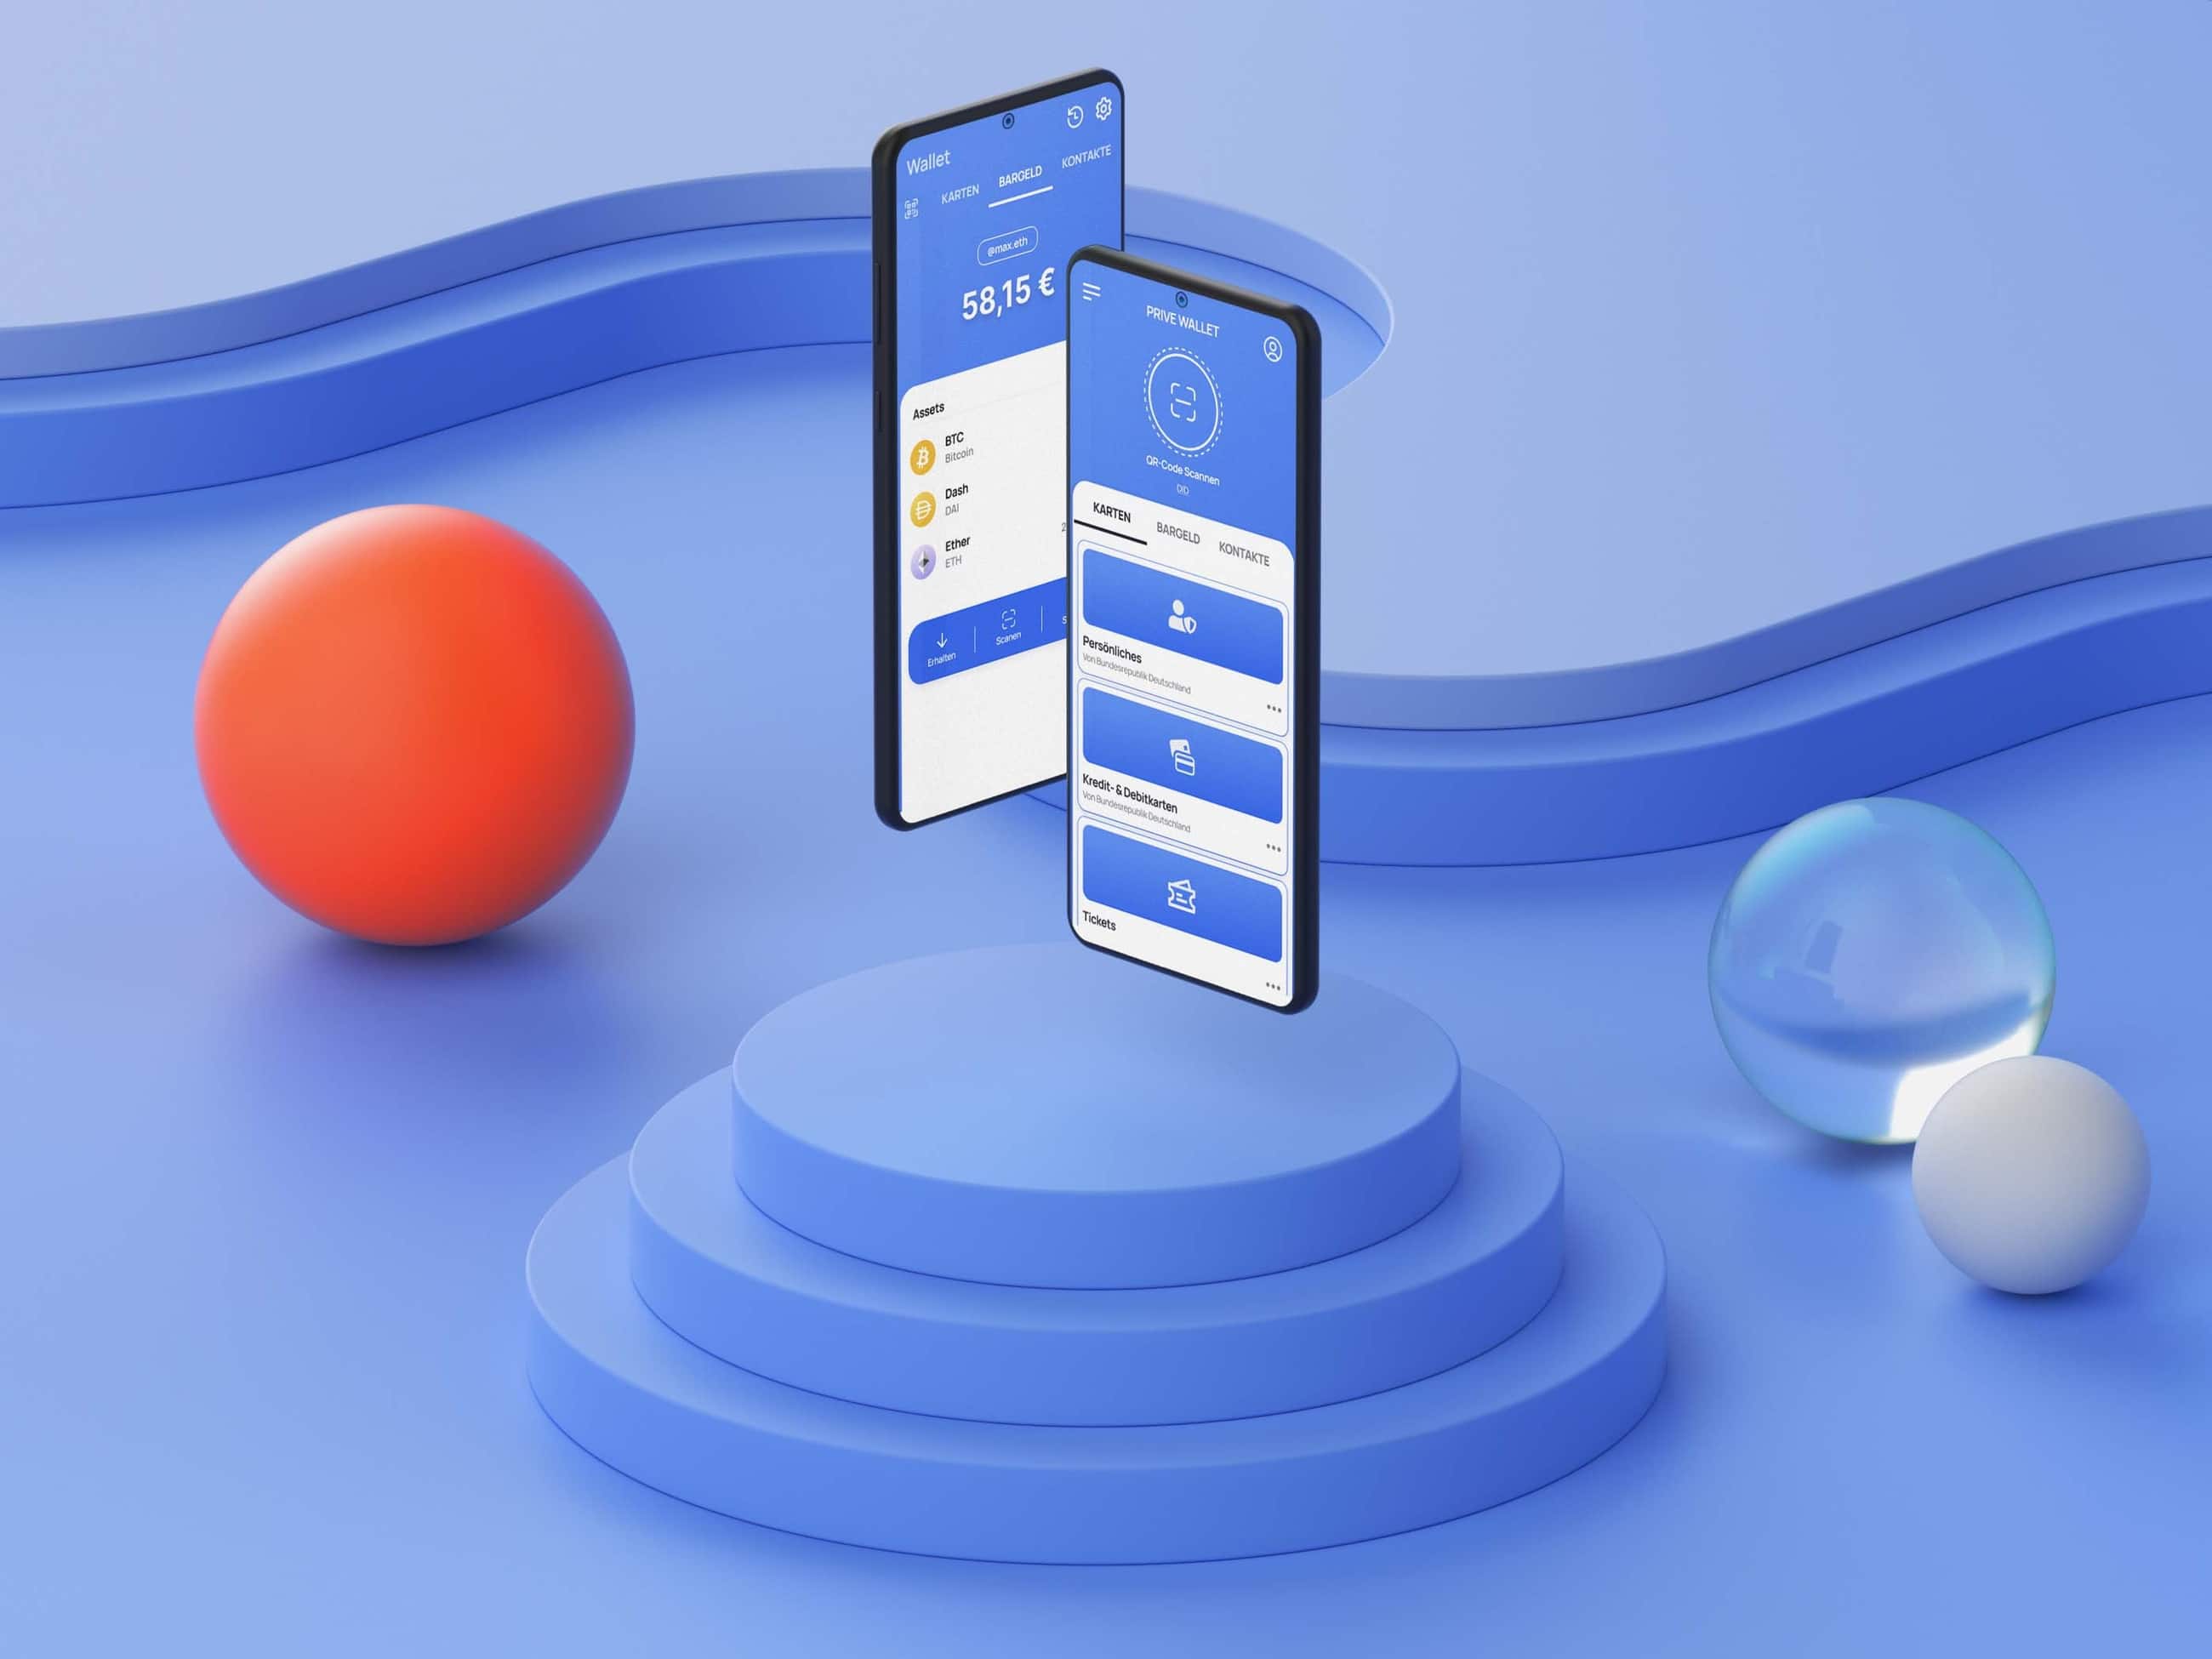 Wallet
KARTEN BARGELD KONTAKTE
@max.eth
58,15 €
Assets
BTC
Bitcoin
Dash
DAI
Ether
ETH
Erhalten Scanen
PRIVE WALLET
QR-Code Scannen
DID
KARTEN BARGELD KONTAKTE
Persönliches
Von Bundesrepublik Deutschland
Kredit- & Debitkarten
Von Bundesrepublik Deutschland
Tickets